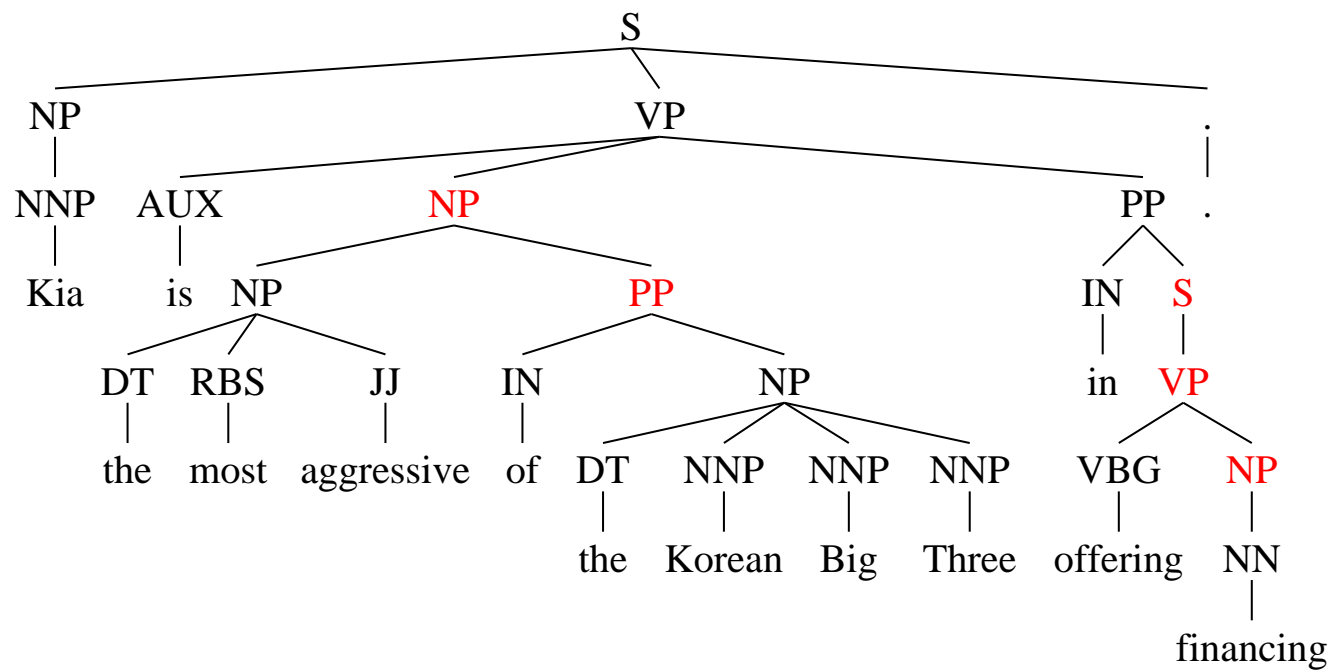 S
NP VP .
NNP AUX NP PP .
Kia is NP PP IN S
DT RBS JJ IN NP in VP
the most aggressive of DT NNP NNP NNP VBG NP
the Korean Big Three offering NN
financing